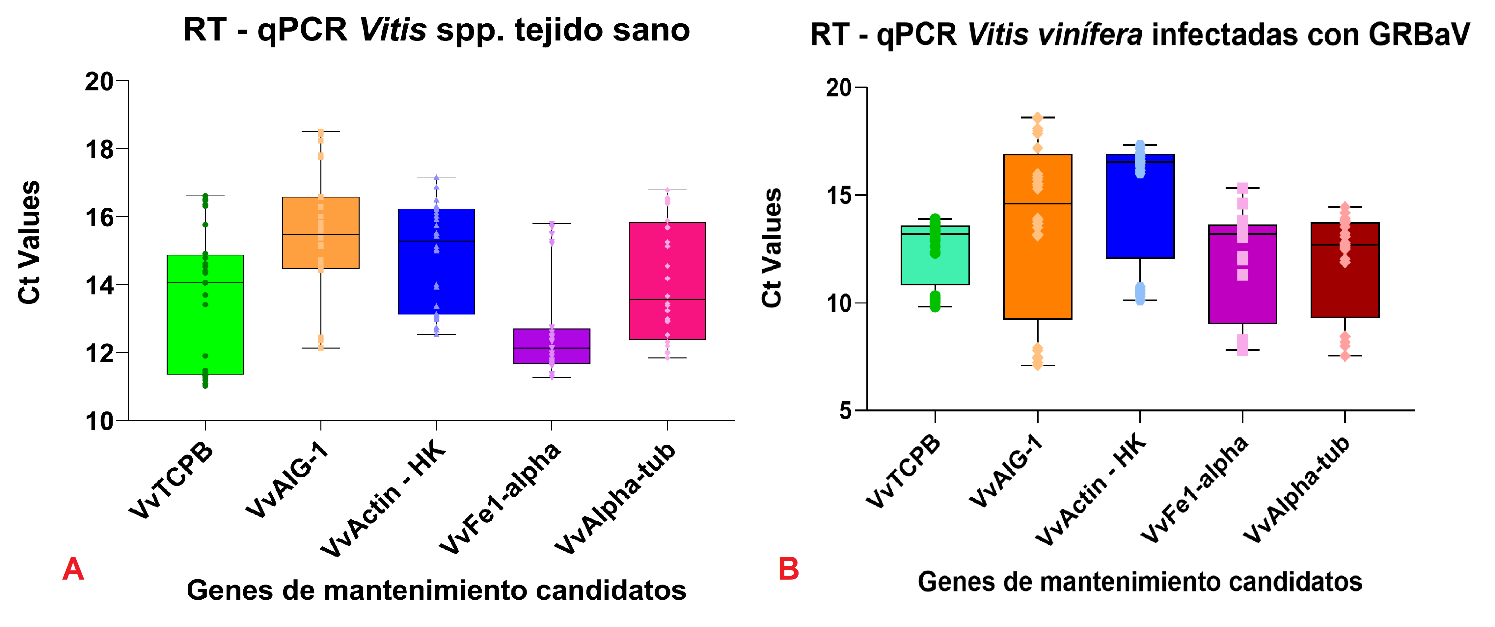 RT - qPCR Vitis spp. tejido sano
Ct Values
20
18
16
14
12
10
VvTCPB
VvAIG-1
VvActin - HK
VvFe1-alpha
VvAlpha-tub
Genes de mantenimiento candidatos
A
RT - qPCR Vitis vinífera infectadas con GRBaV
Ct Values
20
15
10
5
VvTCPB
VvAIG-1
VvActin - HK
VvFe1-alpha
VvAlpha-tub
Genes de mantenimiento candidatos
B